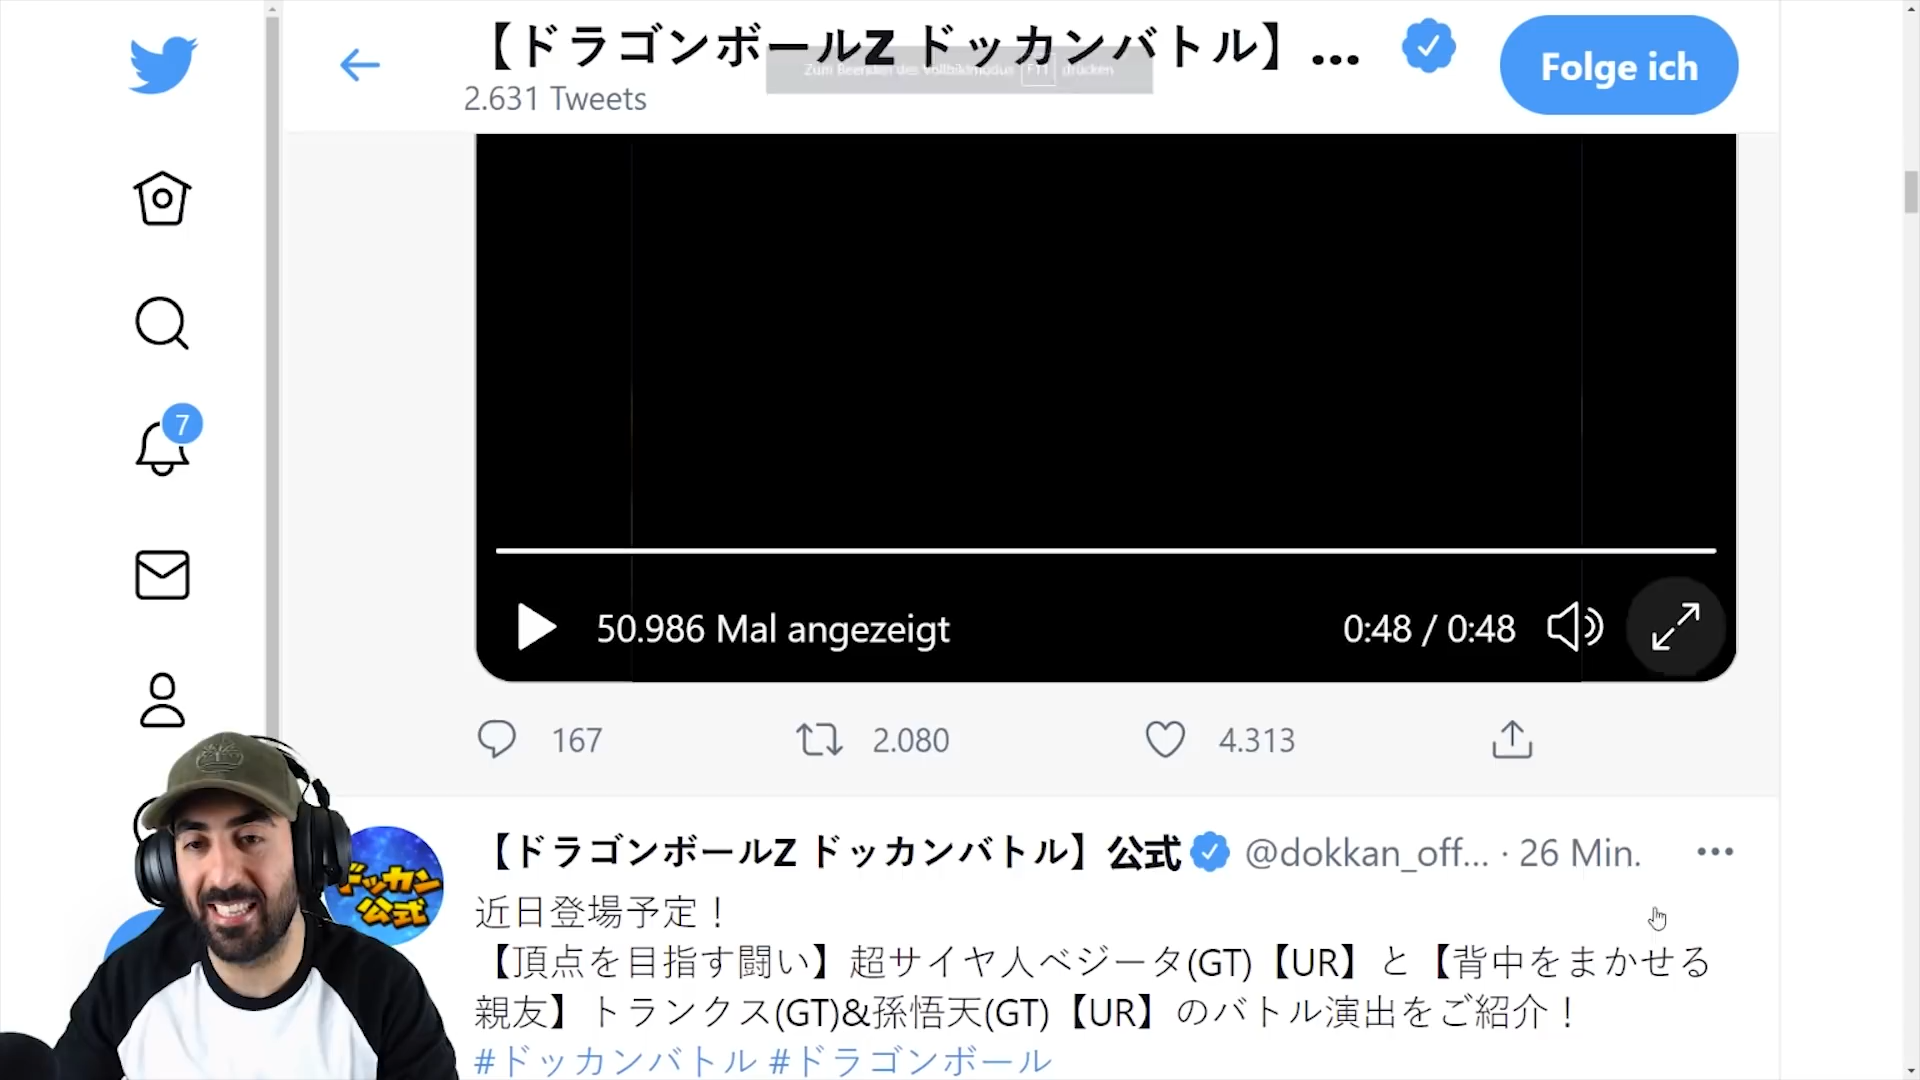 【ドラゴンボールZ ドッカンバトル】...
Folge ich
Zum Beenden des Vollbildmodus F11 drücken
2.631 Tweets
7
50.986 Mal angezeigt
0:48 / 0:48
167
2.080
4.313
ドッカン
公式
【ドラゴンボールZ ドッカンバトル】公式 @dokkan_off... · 26 Min.
近日登場予定！
【頂点を目指す闘い】超サイヤ人ベジータ(GT)【UR】と【背中をまかせる
親友】トランクス(GT)&孫悟天(GT)【UR】のバトル演出をご紹介！
#ドッカンバトル #ドラゴンボール